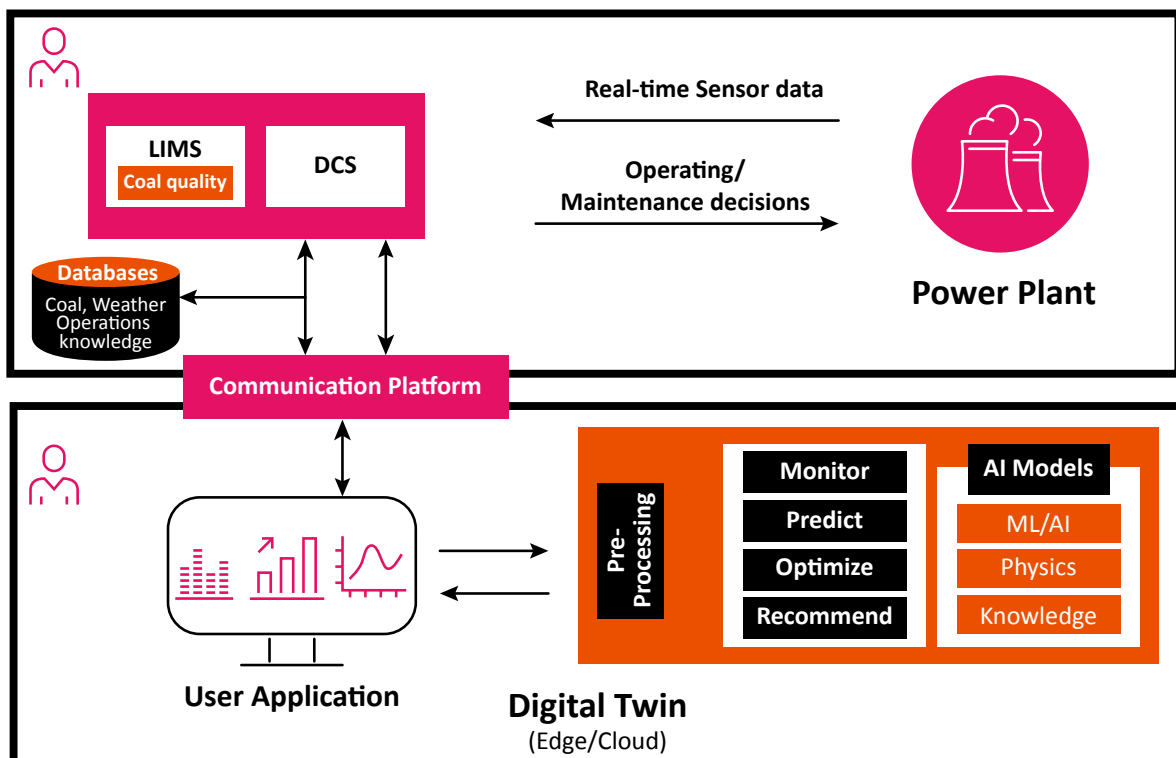 Real-time Sensor data
LIMS
Coal quality
DCS
Operating/
Maintenance decisions
Power Plant
Databases
Coal, Weather
Operations
knowledge
Communication Platform
Pre-
Processing
Monitor
Predict
Optimize
Recommend
AI Models
ML/AI
Physics
Knowledge
User Application
Digital Twin
(Edge/Cloud)